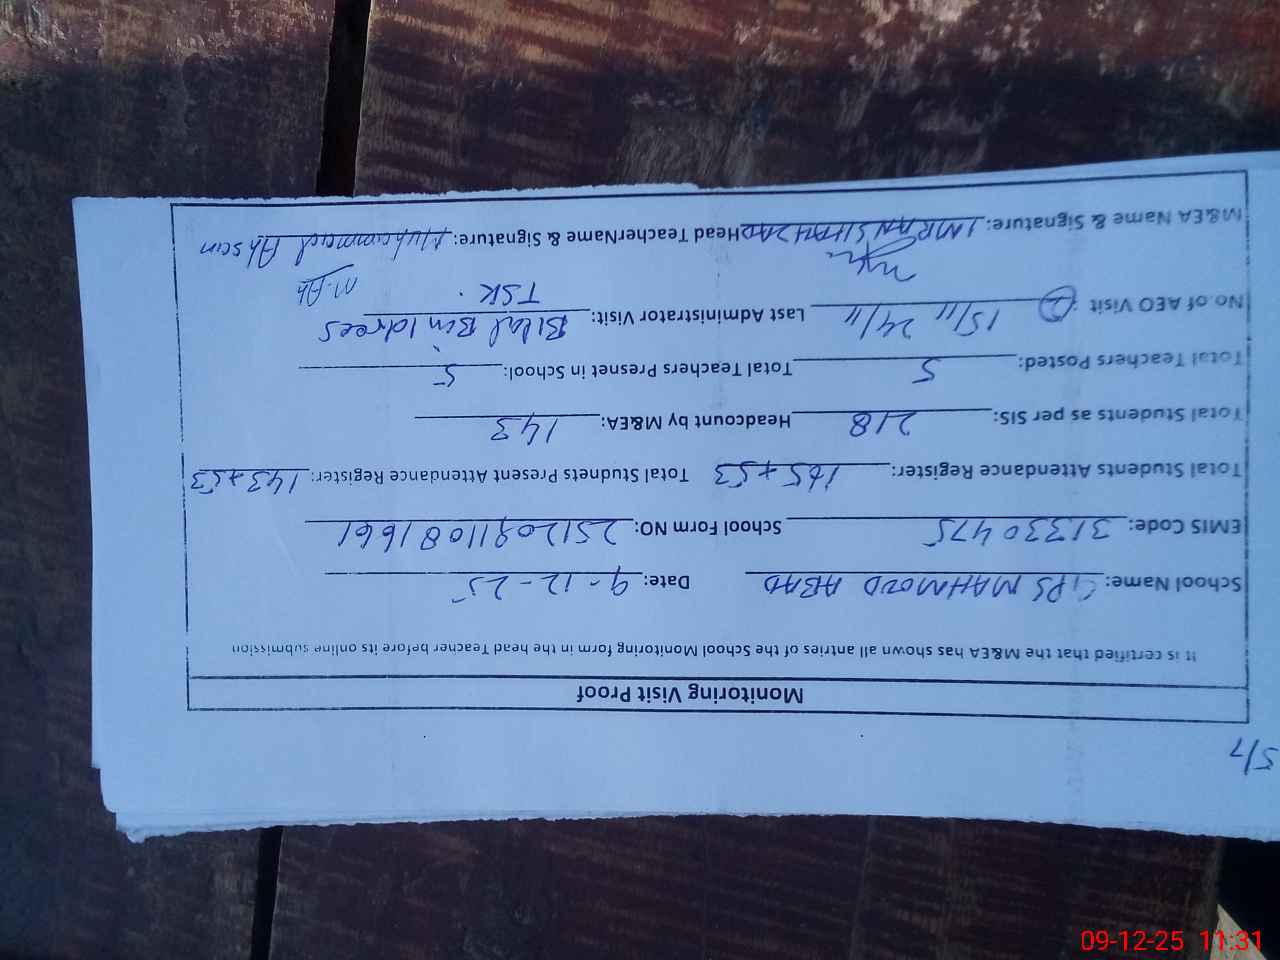 5/7
Monitoring Visit Proof
It is certified that the M&EA has shown all antries of the School Monitoring form in the head Teacher before its online submission
School Name: GPS MAHMOOD ABAD Date: 9-12-25
EMIS Code: 31330475 School Form NO: 25120911081661
Total Students Attendance Register: 165+53 Total Studnets Present Attendance Register: 143+53
Total Students as per SIS: 218 Headcount by M&EA: 143
Total Teachers Posted: 5 Total Teachers Presnet in School: 5
No of AEO Visit : 2 15/11 24/11 Last Administrator Visit: Bilal Bin Idrees
TSK.
M&EA Name & Signature: IMRAN SHAHZAD Head TeacherName & Signature: Muhammad Ahsan
M.Ah
09-12-25 11:31